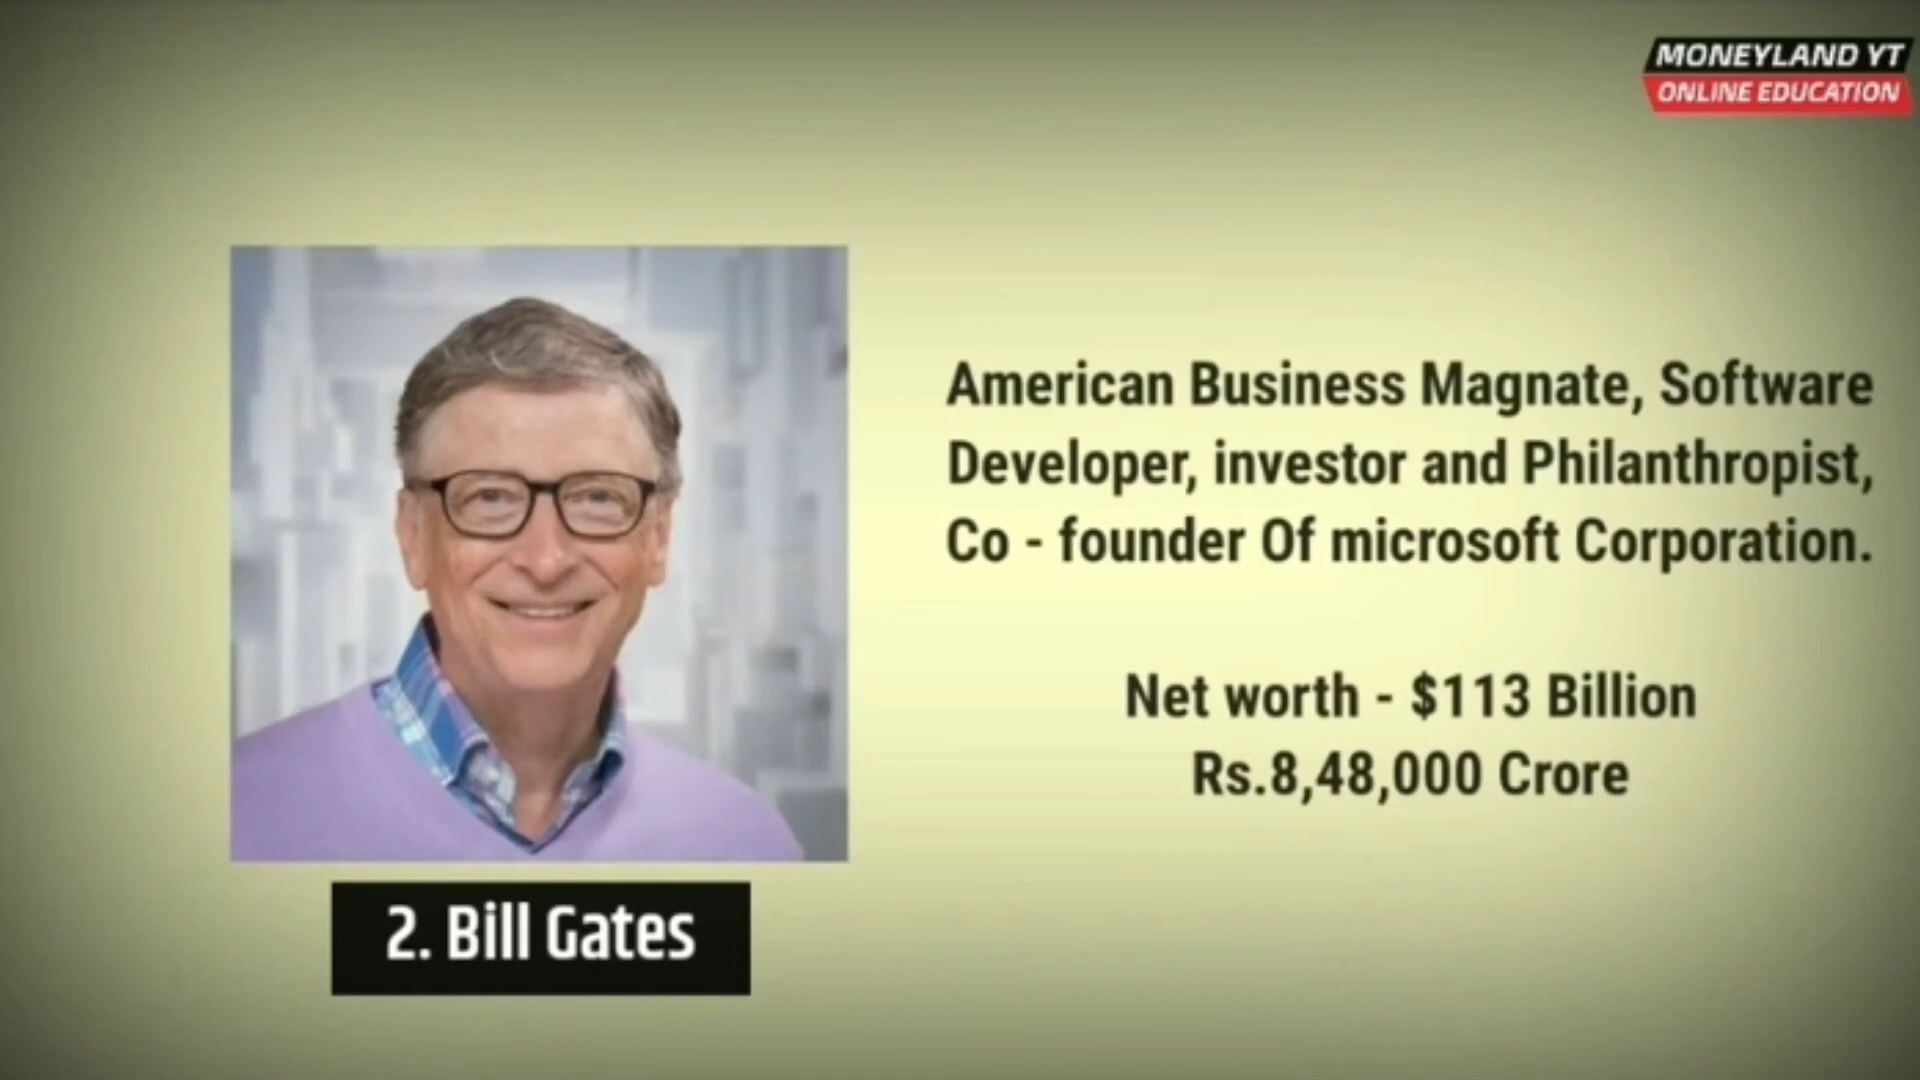 MONEYLAND YT
ONLINE EDUCATION
American Business Magnate, Software
Developer, investor and Philanthropist,
Co - founder Of microsoft Corporation.
Net worth - $113 Billion
Rs.8,48,000 Crore
2. Bill Gates